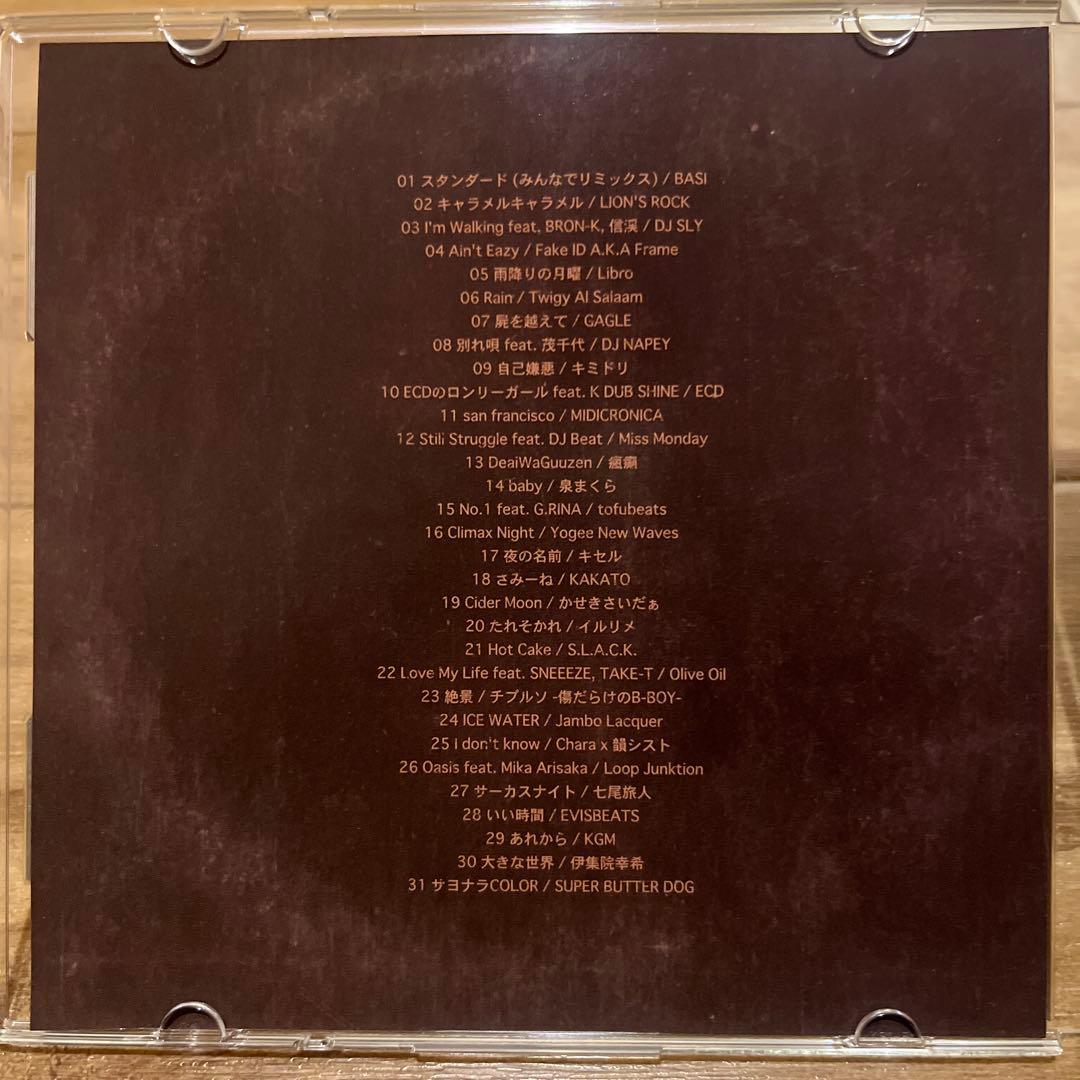 01 スタンダード (みんなでリミックス) / BASI
02 キャラメルキャラメル / LION'S ROCK
03 I'm Walking feat, BRON-K, 信渓 / DJ SLY
04 Ain't Eazy / Fake ID A.K.A Frame
05 雨降りの月曜 / Libro
06 Rain / Twigy Al Salaam
07 屍を越えて / GAGLE
08 別れ唄 feat. 茂千代 / DJ NAPEY
09 自己嫌悪 / キミドリ
10 ECDのロンリーガール feat. K DUB SHINE / ECD
11 san francisco / MIDICRONICA
12 Still Struggle feat. DJ Beat / Miss Monday
13 DeaiWaGuuzen / 瘋癲
14 baby / 泉まくら
15 No.1 feat. G.RINA / tofubeats
16 Climax Night / Yogee New Waves
17 夜の名前 / キセル
18 さみーね / KAKATO
19 Cider Moon / かせきさいだぁ
20 たれそかれ / イルリメ
21 Hot Cake / S.L.A.C.K.
22 Love My Life feat. SNEEEZE, TAKE-T / Olive Oil
23 絶景 / チプルソ -傷だらけのB-BOY-
24 ICE WATER / Jambo Lacquer
25 i don't know / Chara x 韻シスト
26 Oasis feat. Mika Arisaka / Loop Junktion
27 サーカスナイト / 七尾旅人
28 いい時間 / EVISBEATS
29 あれから / KGM
30 大きな世界 / 伊集院幸希
31 サヨナラCOLOR / SUPER BUTTER DOG